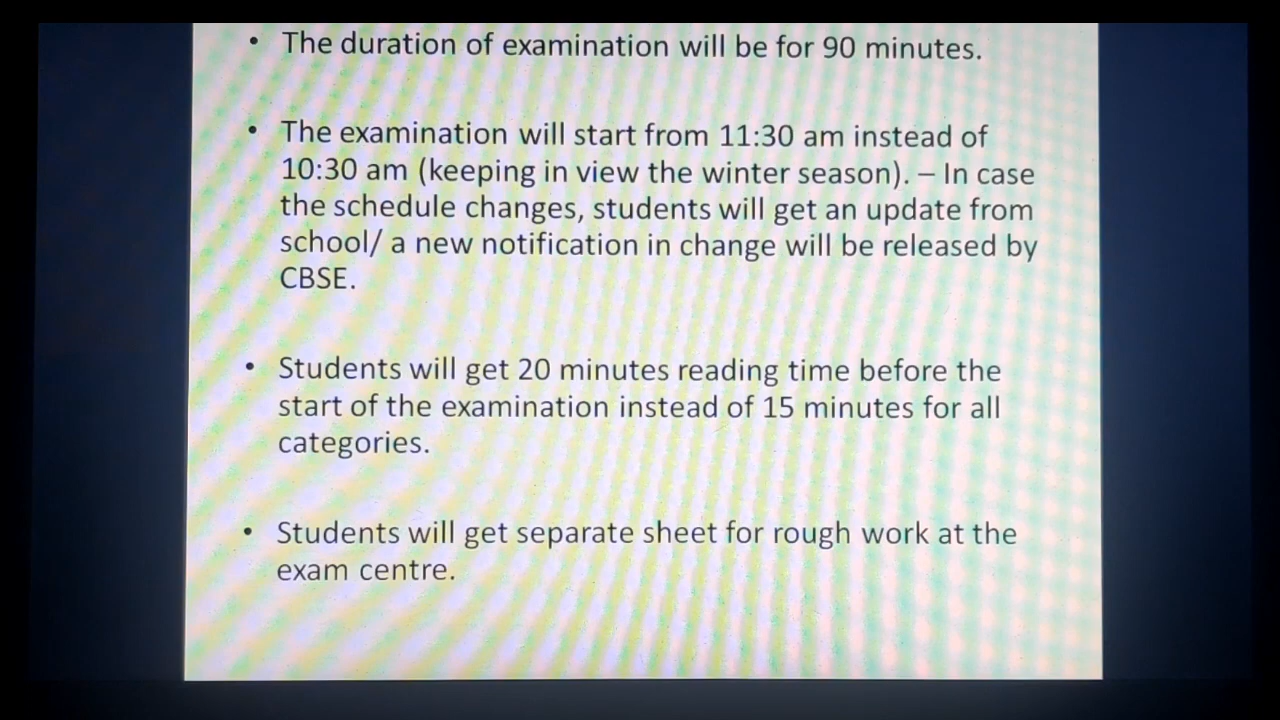 • The duration of examination will be for 90 minutes.
• The examination will start from 11:30 am instead of
10:30 am (keeping in view the winter season). – In case
the schedule changes, students will get an update from
school/ a new notification in change will be released by
CBSE.
• Students will get 20 minutes reading time before the
start of the examination instead of 15 minutes for all
categories.
• Students will get separate sheet for rough work at the
exam centre.